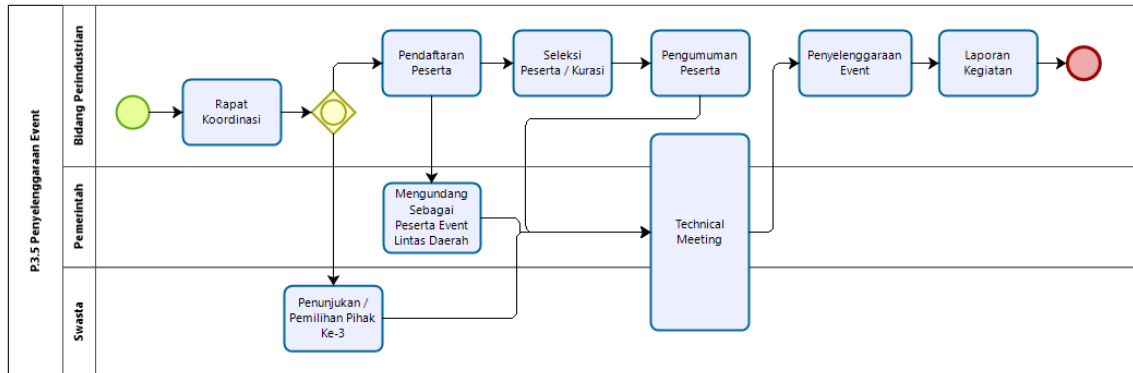 P.3.5 Penyelenggaraan Event
Bidang Perindustrian
Rapat
Koordinasi
Pendaftaran
Peserta
Seleksi
Peserta / Kurasi
Pengumuman
Peserta
Penyelenggaraan
Event
Laporan
Kegiatan
Pemerintah
Mengundang
Sebagai
Peserta Event
Lintas Daerah
Technical
Meeting
Swasta
Penunjukan /
Pemilihan Pihak
Ke-3